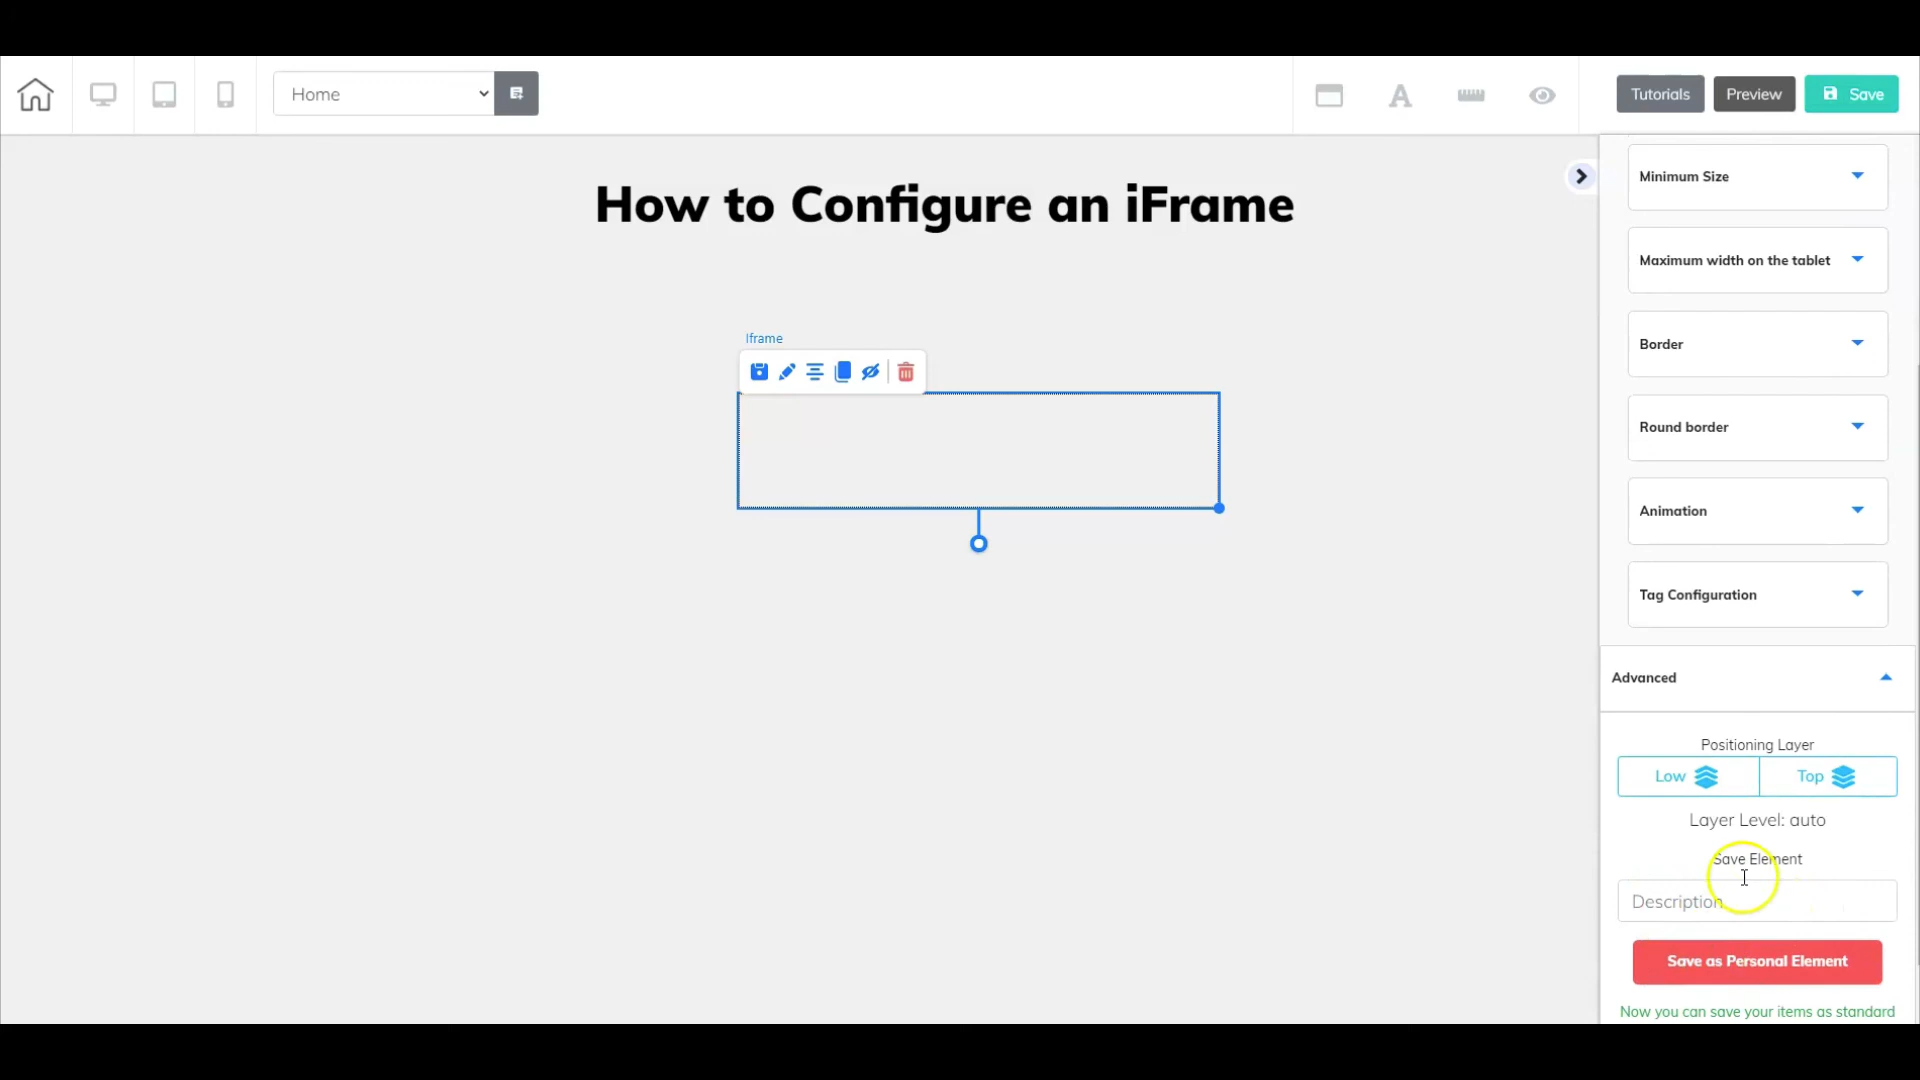 Home
A
Tutorials
Preview
Save
How to Configure an iFrame
Iframe
Minimum Size
Maximum width on the tablet
Border
Round border
Animation
Tag Configuration
Advanced
Positioning Layer
Low
Top
Layer Level: auto
Save Element
Description
Save as Personal Element
Now you can save your items as standard